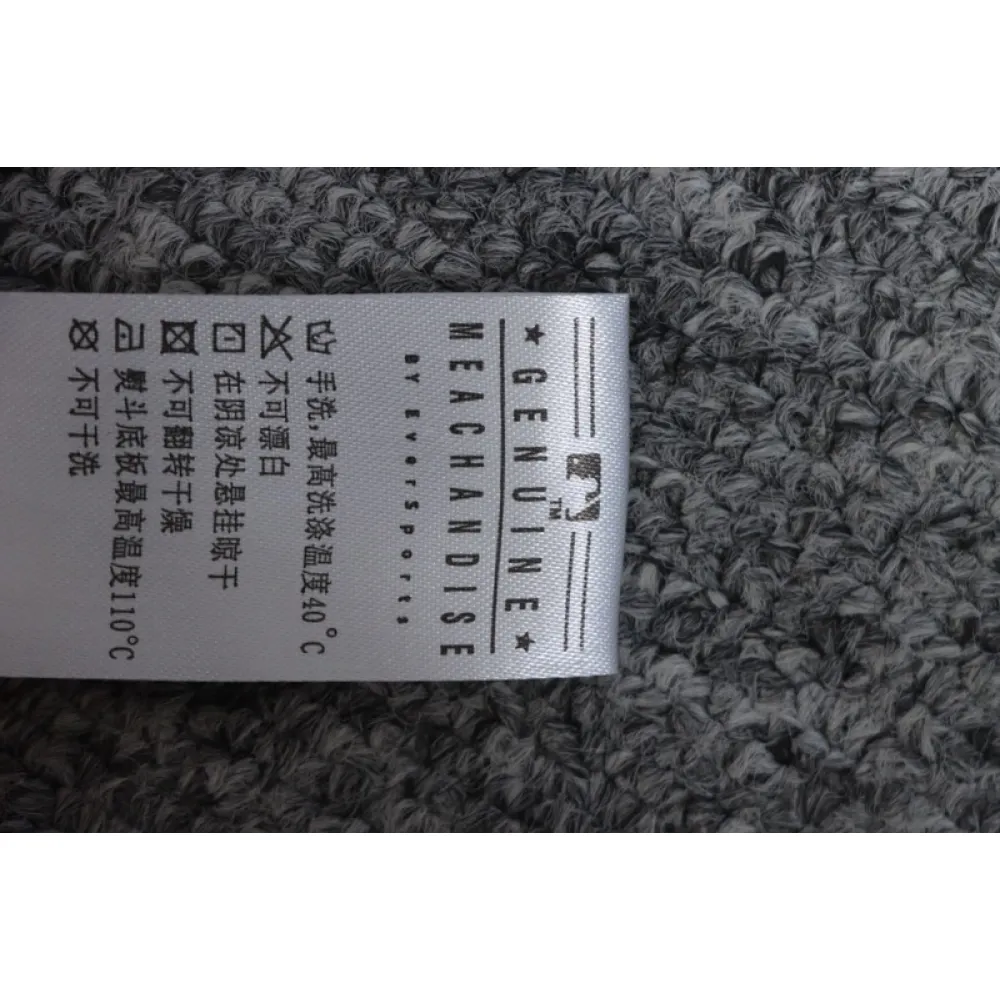 TM
★GENUINE★
MEACHANDISE
BY EverSports
手洗,最高洗涤温度40°C
不可漂白
在阴凉处悬挂晾干
不可翻转干燥
熨斗底板最高温度110°C
不可干洗